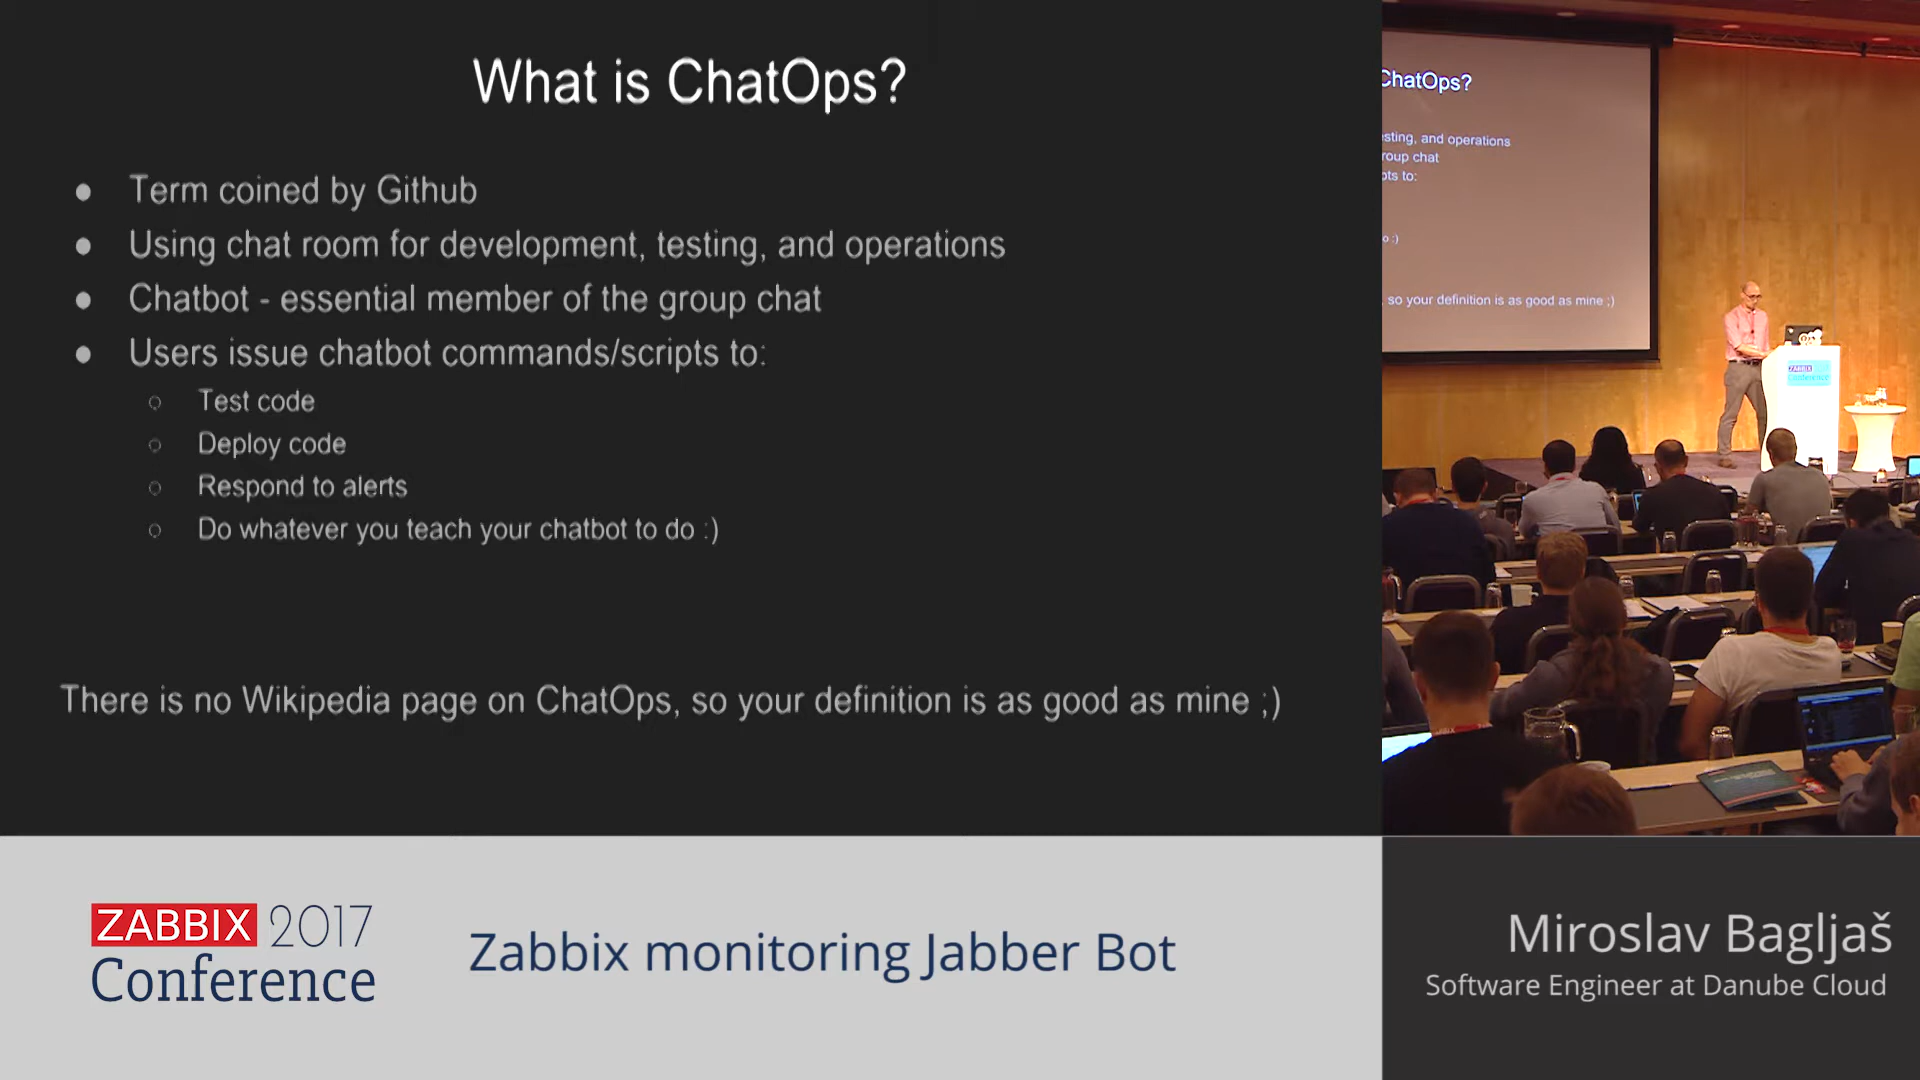 What is ChatOps?
● Term coined by Github
● Using chat room for development, testing, and operations
● Chatbot - essential member of the group chat
● Users issue chatbot commands/scripts to:
○ Test code
○ Deploy code
○ Respond to alerts
○ Do whatever you teach your chatbot to do :)
There is no Wikipedia page on ChatOps, so your definition is as good as mine ;)
ChatOps?
sting, and operations
roup chat
ots to:
o :)
so your definition is as good as mine ;)
ZABBIX
Conference
ZABBIX 2017
Conference
Zabbix monitoring Jabber Bot
Miroslav Bagljaš
Software Engineer at Danube Cloud